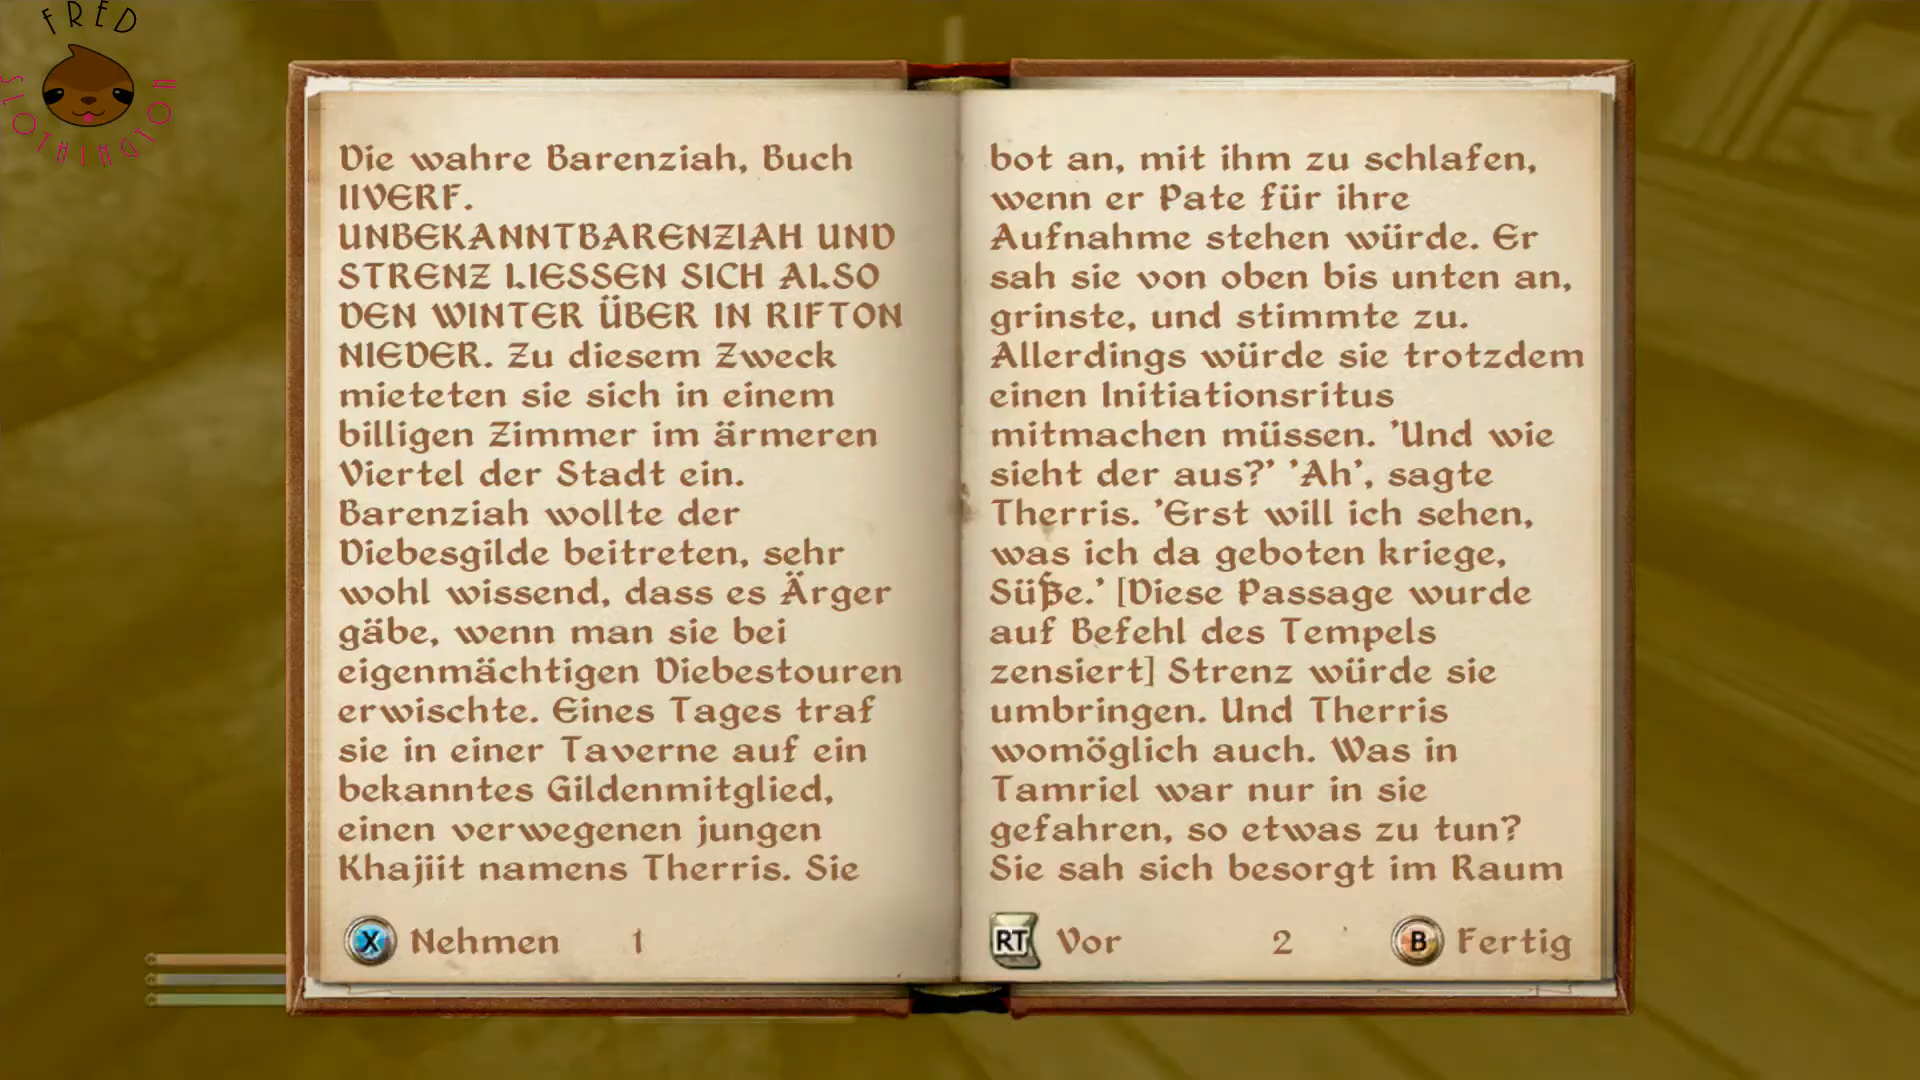 FRED
SLOTHINTOLDNOH
Die wahre Barenziah, Buch
IIVERF.
UNBEKANNTBARENZIAH UND
STRENZ LIESSEN SICH ALSO
DEN WINTER ÜBER IN RIFTON
NIEDER. Zu diesem Zweck
mieteten sie sich in einem
billigen Zimmer im ärmeren
Viertel der Stadt ein.
Barenziah wollte der
Diebesgilde beitreten, sehr
wohl wissend, dass es Ärger
gäbe, wenn man sie bei
eigenmächtigen Diebestouren
erwischte. Eines Tages traf
sie in einer Taverne auf ein
bekanntes Gildenmitglied,
einen verwegenen jungen
Khajiit namens Therris. Sie
X Nehmen 1
bot an, mit ihm zu schlafen,
wenn er Pate für ihre
Aufnahme stehen würde. Er
sah sie von oben bis unten an,
grinste, und stimmte zu.
Allerdings würde sie trotzdem
einen Initiationsritus
mitmachen müssen. 'Und wie
sieht der aus?' 'Ah', sagte
Therris. 'Erst will ich sehen,
was ich da geboten kriege,
Süße.' [Diese Passage wurde
auf Befehl des Tempels
zensiert] Strenz würde sie
umbringen. Und Therris
womöglich auch. Was in
Tamriel war nur in sie
gefahren, so etwas zu tun?
Sie sah sich besorgt im Raum
RT Vor 2 B Fertig